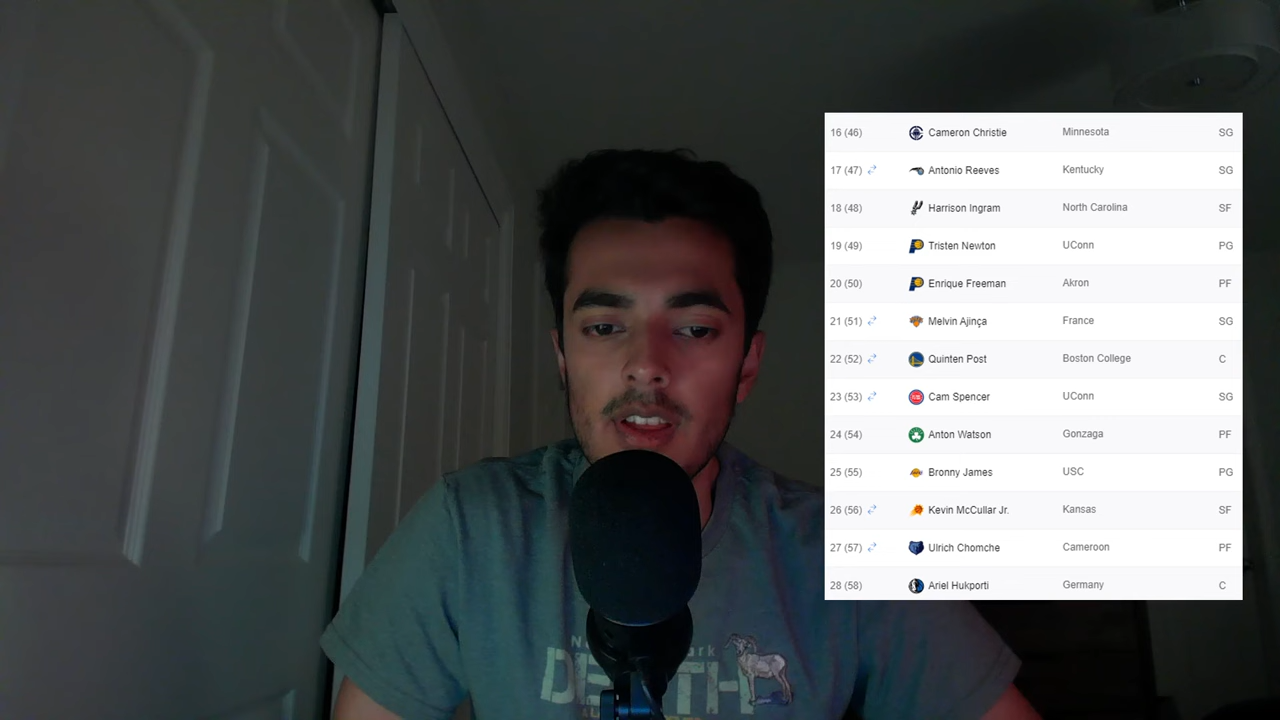 16 (46) Cameron Christie Minnesota SG
17 (47) Antonio Reeves Kentucky SG
18 (48) Harrison Ingram North Carolina SF
19 (49) Tristen Newton UConn PG
20 (50) Enrique Freeman Akron PF
21 (51) Melvin Ajinça France SG
22 (52) Quinten Post Boston College C
23 (53) Cam Spencer UConn SG
24 (54) Anton Watson Gonzaga PF
25 (55) Bronny James USC PG
26 (56) Kevin McCullar Jr. Kansas SF
27 (57) Ulrich Chomche Cameroon PF
28 (58) Ariel Hukporti Germany C